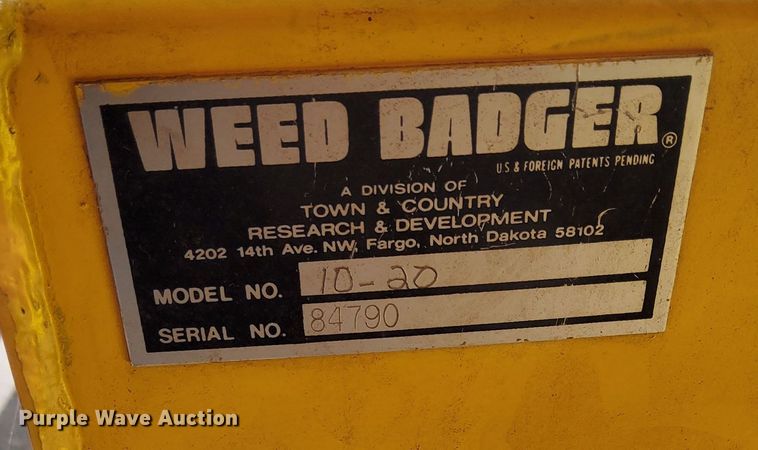 WEED BADGER ®
U.S & FOREIGN PATENTS PENDING
A DIVISION OF
TOWN & COUNTRY
RESEARCH & DEVELOPMENT
4202 14th Ave. NW, Fargo, North Dakota 58102
MODEL NO. 10-20
SERIAL NO. 84790
Purple Wave Auction